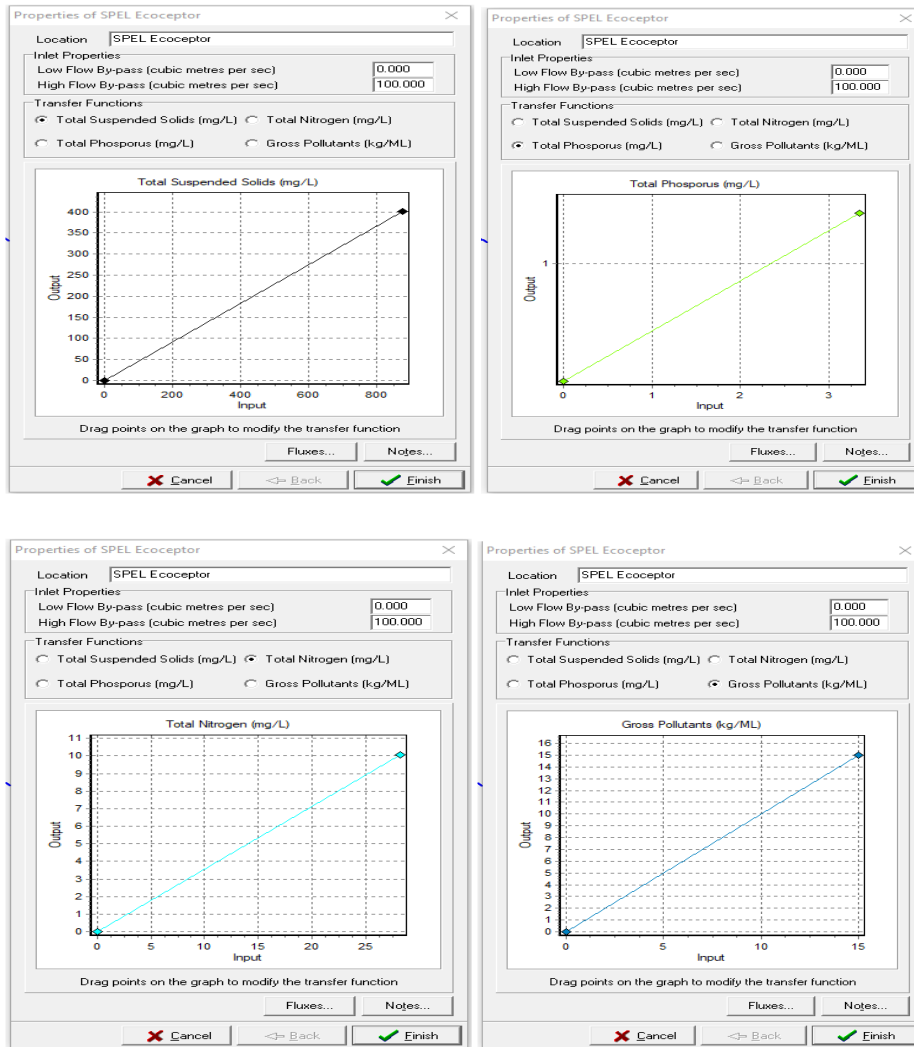 Properties of SPEL Ecoceptor
Location SPEL Ecoceptor
Inlet Properties
Low Flow By-pass (cubic metres per sec) 0.000
High Flow By-pass (cubic metres per sec) 100.000
Transfer Functions
Total Suspended Solids (mg/L) Total Nitrogen (mg/L)
Total Phosporus (mg/L) Gross Pollutants (kg/ML)
Total Suspended Solids (mg/L)
400
350
300
250
200
150
100
50
0
Output
0 200 400 600 800
Input
Drag points on the graph to modify the transfer function
Fluxes... Notes...
Cancel Back Finish
Properties of SPEL Ecoceptor
Location SPEL Ecoceptor
Inlet Properties
Low Flow By-pass (cubic metres per sec) 0.000
High Flow By-pass (cubic metres per sec) 100.000
Transfer Functions
Total Suspended Solids (mg/L) Total Nitrogen (mg/L)
Total Phosporus (mg/L) Gross Pollutants (kg/ML)
Total Phosporus (mg/L)
1
Output
0 1 2 3
Input
Drag points on the graph to modify the transfer function
Fluxes... Notes...
Cancel Back Finish
Properties of SPEL Ecoceptor
Location SPEL Ecoceptor
Inlet Properties
Low Flow By-pass (cubic metres per sec) 0.000
High Flow By-pass (cubic metres per sec) 100.000
Transfer Functions
Total Suspended Solids (mg/L) Total Nitrogen (mg/L)
Total Phosporus (mg/L) Gross Pollutants (kg/ML)
Total Nitrogen (mg/L)
11
10
9
8
7
6
5
4
3
2
1
0
Output
0 5 10 15 20 25
Input
Drag points on the graph to modify the transfer function
Fluxes... Notes...
Cancel Back Finish
Properties of SPEL Ecoceptor
Location SPEL Ecoceptor
Inlet Properties
Low Flow By-pass (cubic metres per sec) 0.000
High Flow By-pass (cubic metres per sec) 100.000
Transfer Functions
Total Suspended Solids (mg/L) Total Nitrogen (mg/L)
Total Phosporus (mg/L) Gross Pollutants (kg/ML)
Gross Pollutants (kg/ML)
16
15
14
13
12
11
10
9
8
7
6
5
4
3
2
1
0
Output
0 5 10 15
Input
Drag points on the graph to modify the transfer function
Fluxes... Notes...
Cancel Back Finish